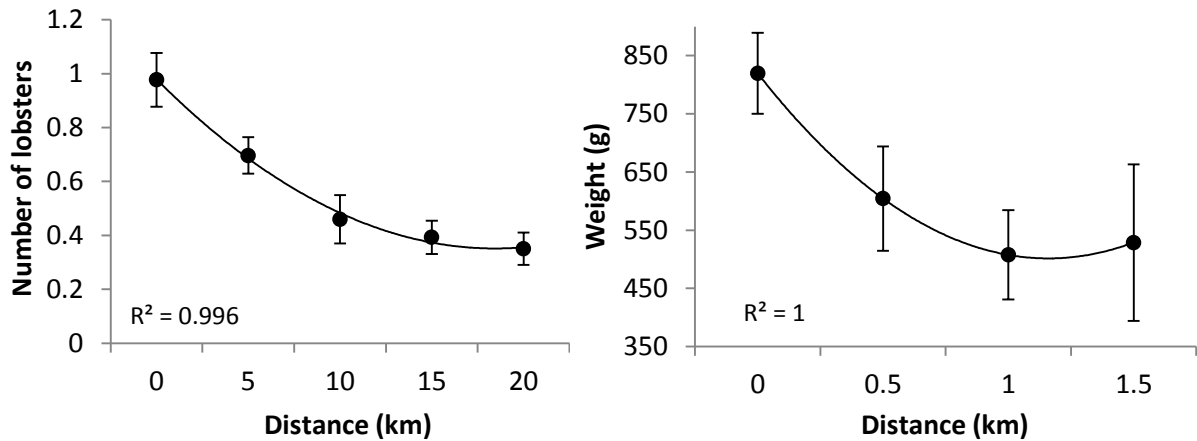 Number of lobsters
1.2
1
0.8
0.6
0.4
0.2
0
R² = 0.996
0 5 10 15 20
Distance (km)
Weight (g)
850
750
650
550
450
350
R² = 1
0 0.5 1 1.5
Distance (km)